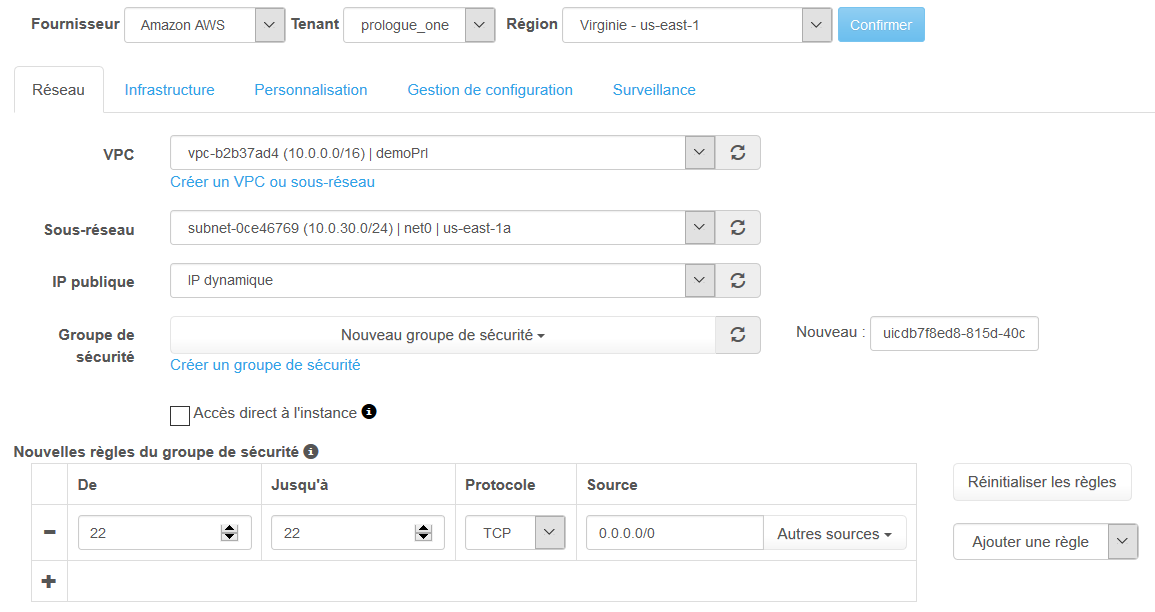 Fournisseur Amazon AWS Tenant prologue_one Région Virginie - us-east-1 Confirmer
Réseau Infrastructure Personnalisation Gestion de configuration Surveillance
VPC vpc-b2b37ad4 (10.0.0.0/16) | demoPrl
Créer un VPC ou sous-réseau
Sous-réseau subnet-0ce46769 (10.0.30.0/24) | net0 | us-east-1a
IP publique IP dynamique
Groupe de sécurité Nouveau groupe de sécurité Nouveau : uicdb7f8ed8-815d-40c
Créer un groupe de sécurité
Accès direct à l'instance
Nouvelles règles du groupe de sécurité
De Jusqu'à Protocole Source Réinitialiser les règles
22 22 TCP 0.0.0.0/0 Autres sources Ajouter une règle